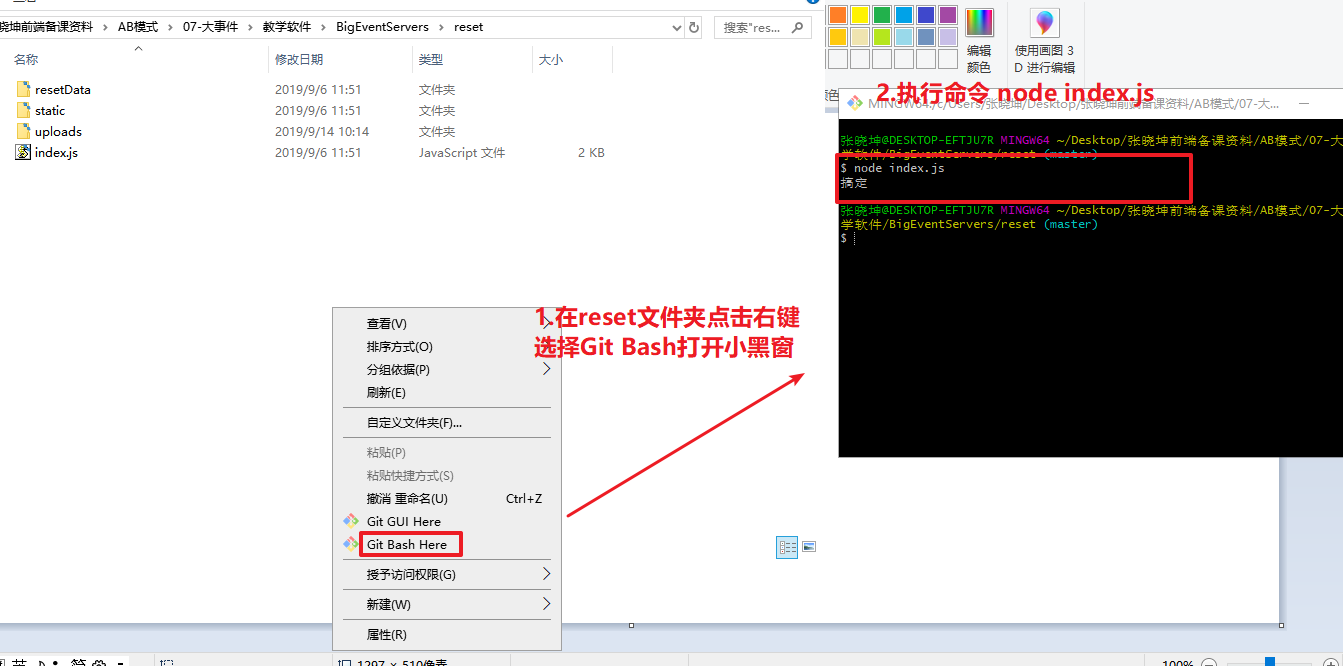 晓坤前端备课资料 › AB模式 › 07-大事件 › 教学软件 › BigEventServers › reset
搜索"res...
名称 修改日期 类型 大小
resetData 2019/9/6 11:51 文件夹
static 2019/9/6 11:51 文件夹
uploads 2019/9/14 10:14 文件夹
index.js 2019/9/6 11:51 JavaScript 文件 2 KB
编辑
颜色
使用画图 3
D 进行编辑
2.执行命令 node index.js
MINGW64:/c/Users/张晓坤/Desktop/张晓坤前端备课资料/AB模式/07-大...
张晓坤@DESKTOP-EFTJU7R MINGW64 ~/Desktop/张晓坤前端备课资料/AB模式/07-大
学软件/BigEventServers/reset (master)
$ node index.js
搞定
张晓坤@DESKTOP-EFTJU7R MINGW64 ~/Desktop/张晓坤前端备课资料/AB模式/07-大
学软件/BigEventServers/reset (master)
$
1.在reset文件夹点击右键
选择Git Bash打开小黑窗
查看(V)
排序方式(O)
分组依据(P)
刷新(E)
自定义文件夹(F)...
粘贴(P)
粘贴快捷方式(S)
撤消 重命名(U) Ctrl+Z
Git GUI Here
Git Bash Here
授予访问权限(G)
新建(W)
属性(R)
英 简
1297 × 510像素
100%